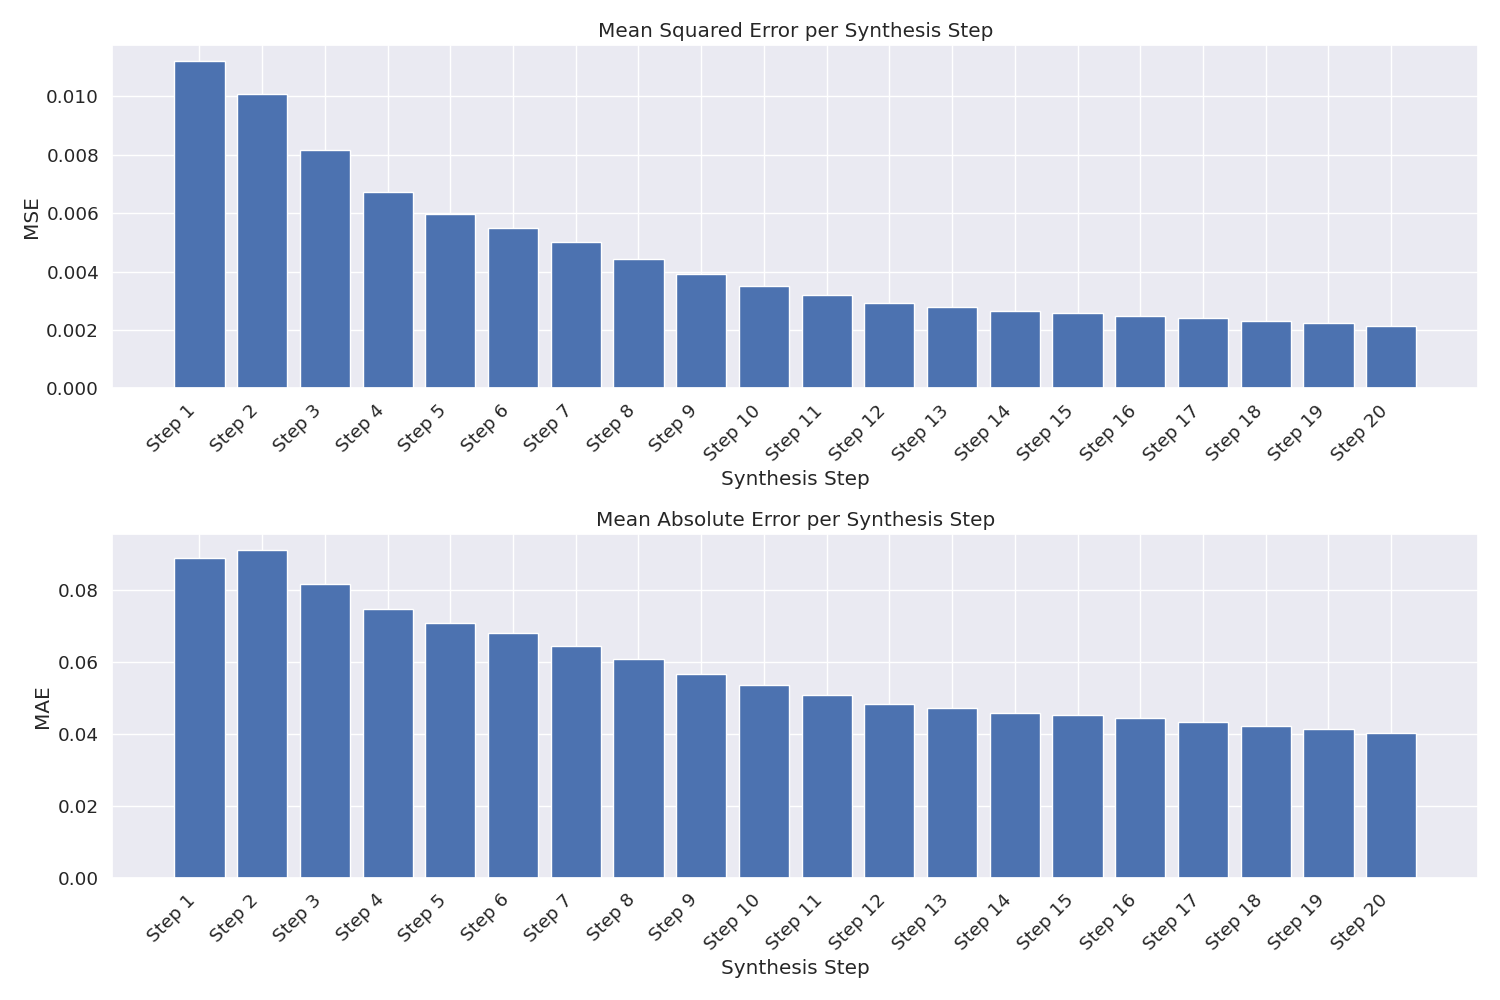 Mean Squared Error per Synthesis Step
MSE
0.010
0.008
0.006
0.004
0.002
0.000
Step 1
Step 2
Step 3
Step 4
Step 5
Step 6
Step 7
Step 8
Step 9
Step 10
Step 11
Step 12
Step 13
Step 14
Step 15
Step 16
Step 17
Step 18
Step 19
Step 20
Synthesis Step
Mean Absolute Error per Synthesis Step
MAE
0.08
0.06
0.04
0.02
0.00
Step 1
Step 2
Step 3
Step 4
Step 5
Step 6
Step 7
Step 8
Step 9
Step 10
Step 11
Step 12
Step 13
Step 14
Step 15
Step 16
Step 17
Step 18
Step 19
Step 20
Synthesis Step